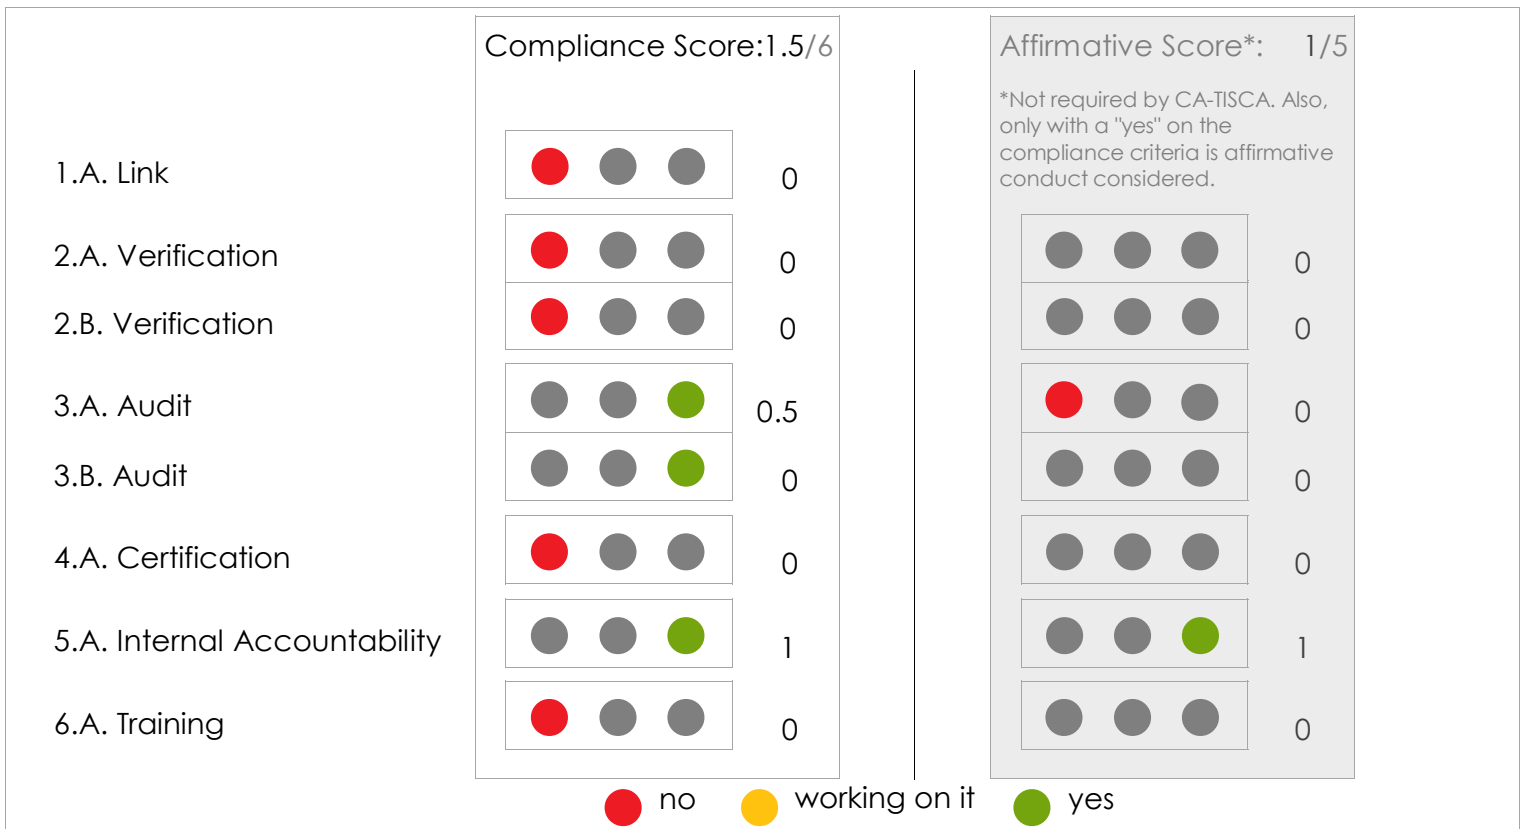 Compliance Score:1.5/6
Affirmative Score*: 1/5
*Not required by CA-TISCA. Also,
only with a "yes" on the
compliance criteria is affirmative
conduct considered.
1.A. Link 0
2.A. Verification 0 0
2.B. Verification 0 0
3.A. Audit 0.5 0
3.B. Audit 0 0
4.A. Certification 0 0
5.A. Internal Accountability 1 1
6.A. Training 0 0
no working on it yes